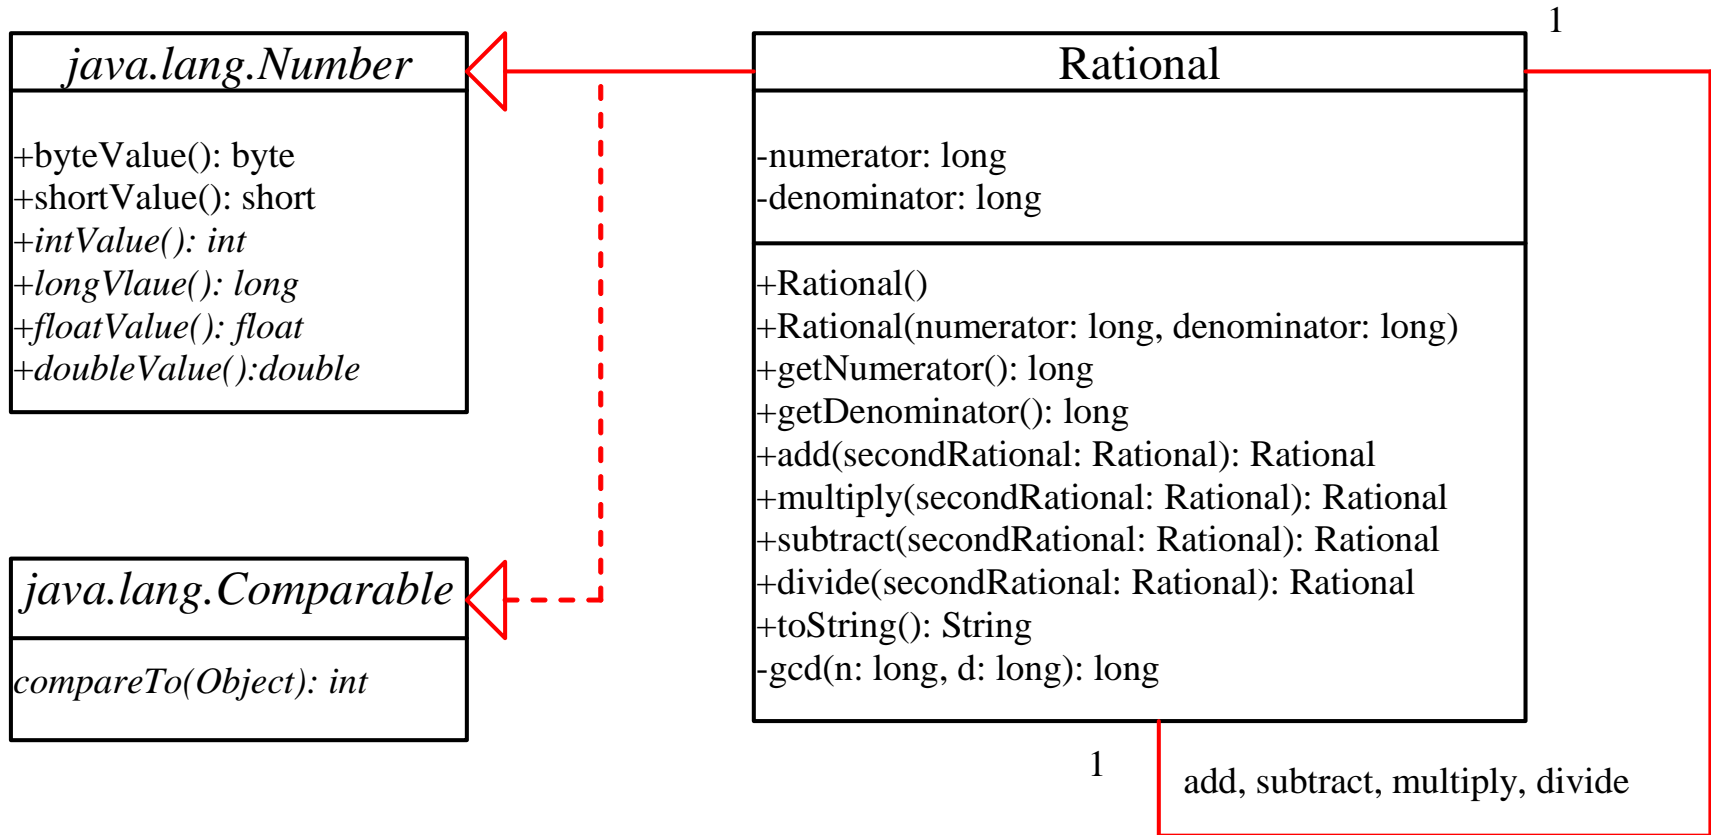 java.lang.Number
+byteValue(): byte
+shortValue(): short
+intValue(): int
+longVlaue(): long
+floatValue(): float
+doubleValue():double
java.lang.Comparable
compareTo(Object): int
1
Rational
-numerator: long
-denominator: long
+Rational()
+Rational(numerator: long, denominator: long)
+getNumerator(): long
+getDenominator(): long
+add(secondRational: Rational): Rational
+multiply(secondRational: Rational): Rational
+subtract(secondRational: Rational): Rational
+divide(secondRational: Rational): Rational
+toString(): String
-gcd(n: long, d: long): long
1
add, subtract, multiply, divide